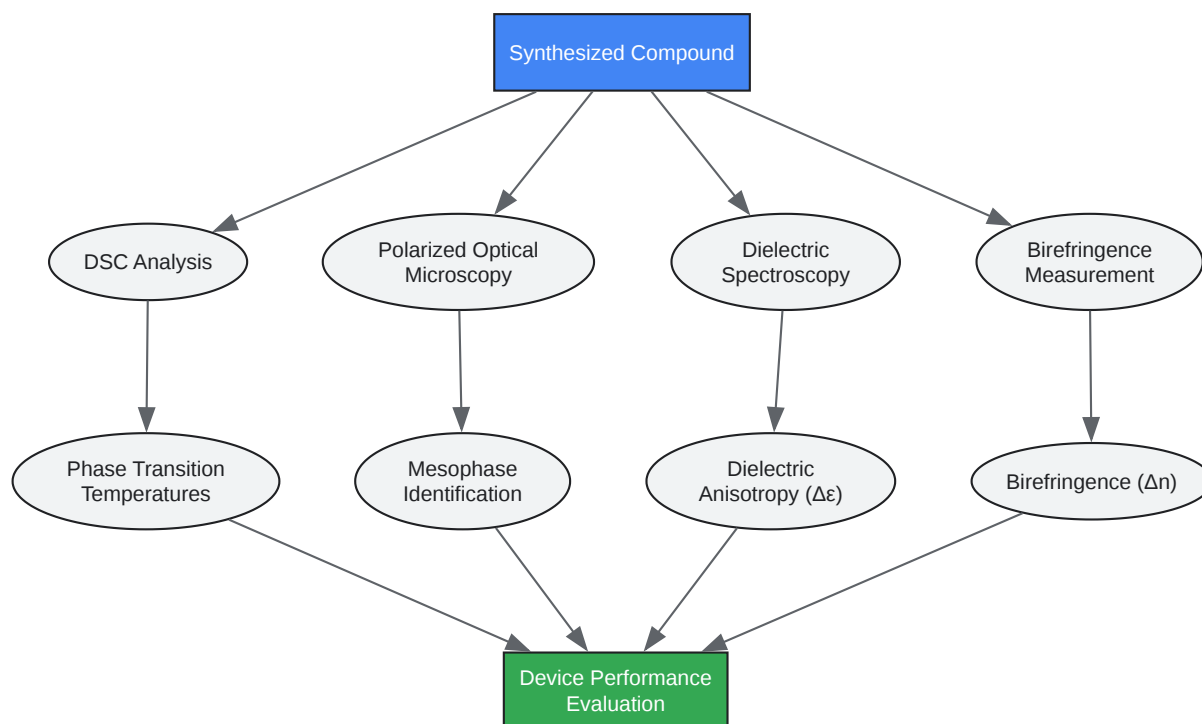 Synthesized Compound
DSC Analysis
Polarized Optical
Microscopy
Dielectric
Spectroscopy
Birefringence
Measurement
Phase Transition
Temperatures
Mesophase
Identification
Dielectric
Anisotropy (Δε)
Birefringence (Δn)
Device Performance
Evaluation